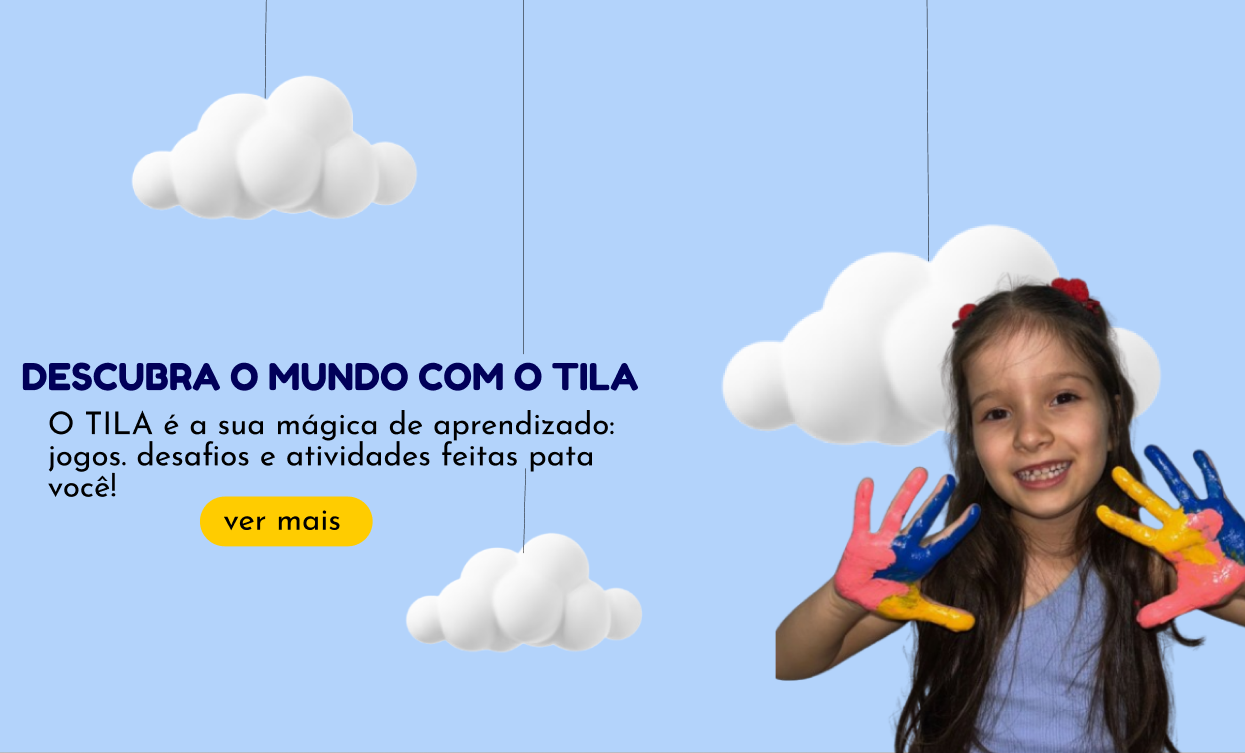 DESCUBRA O MUNDO COM O TILA
O TILA é a sua mágica de aprendizado:
jogos. desafios e atividades feitas pata
você!
ver mais